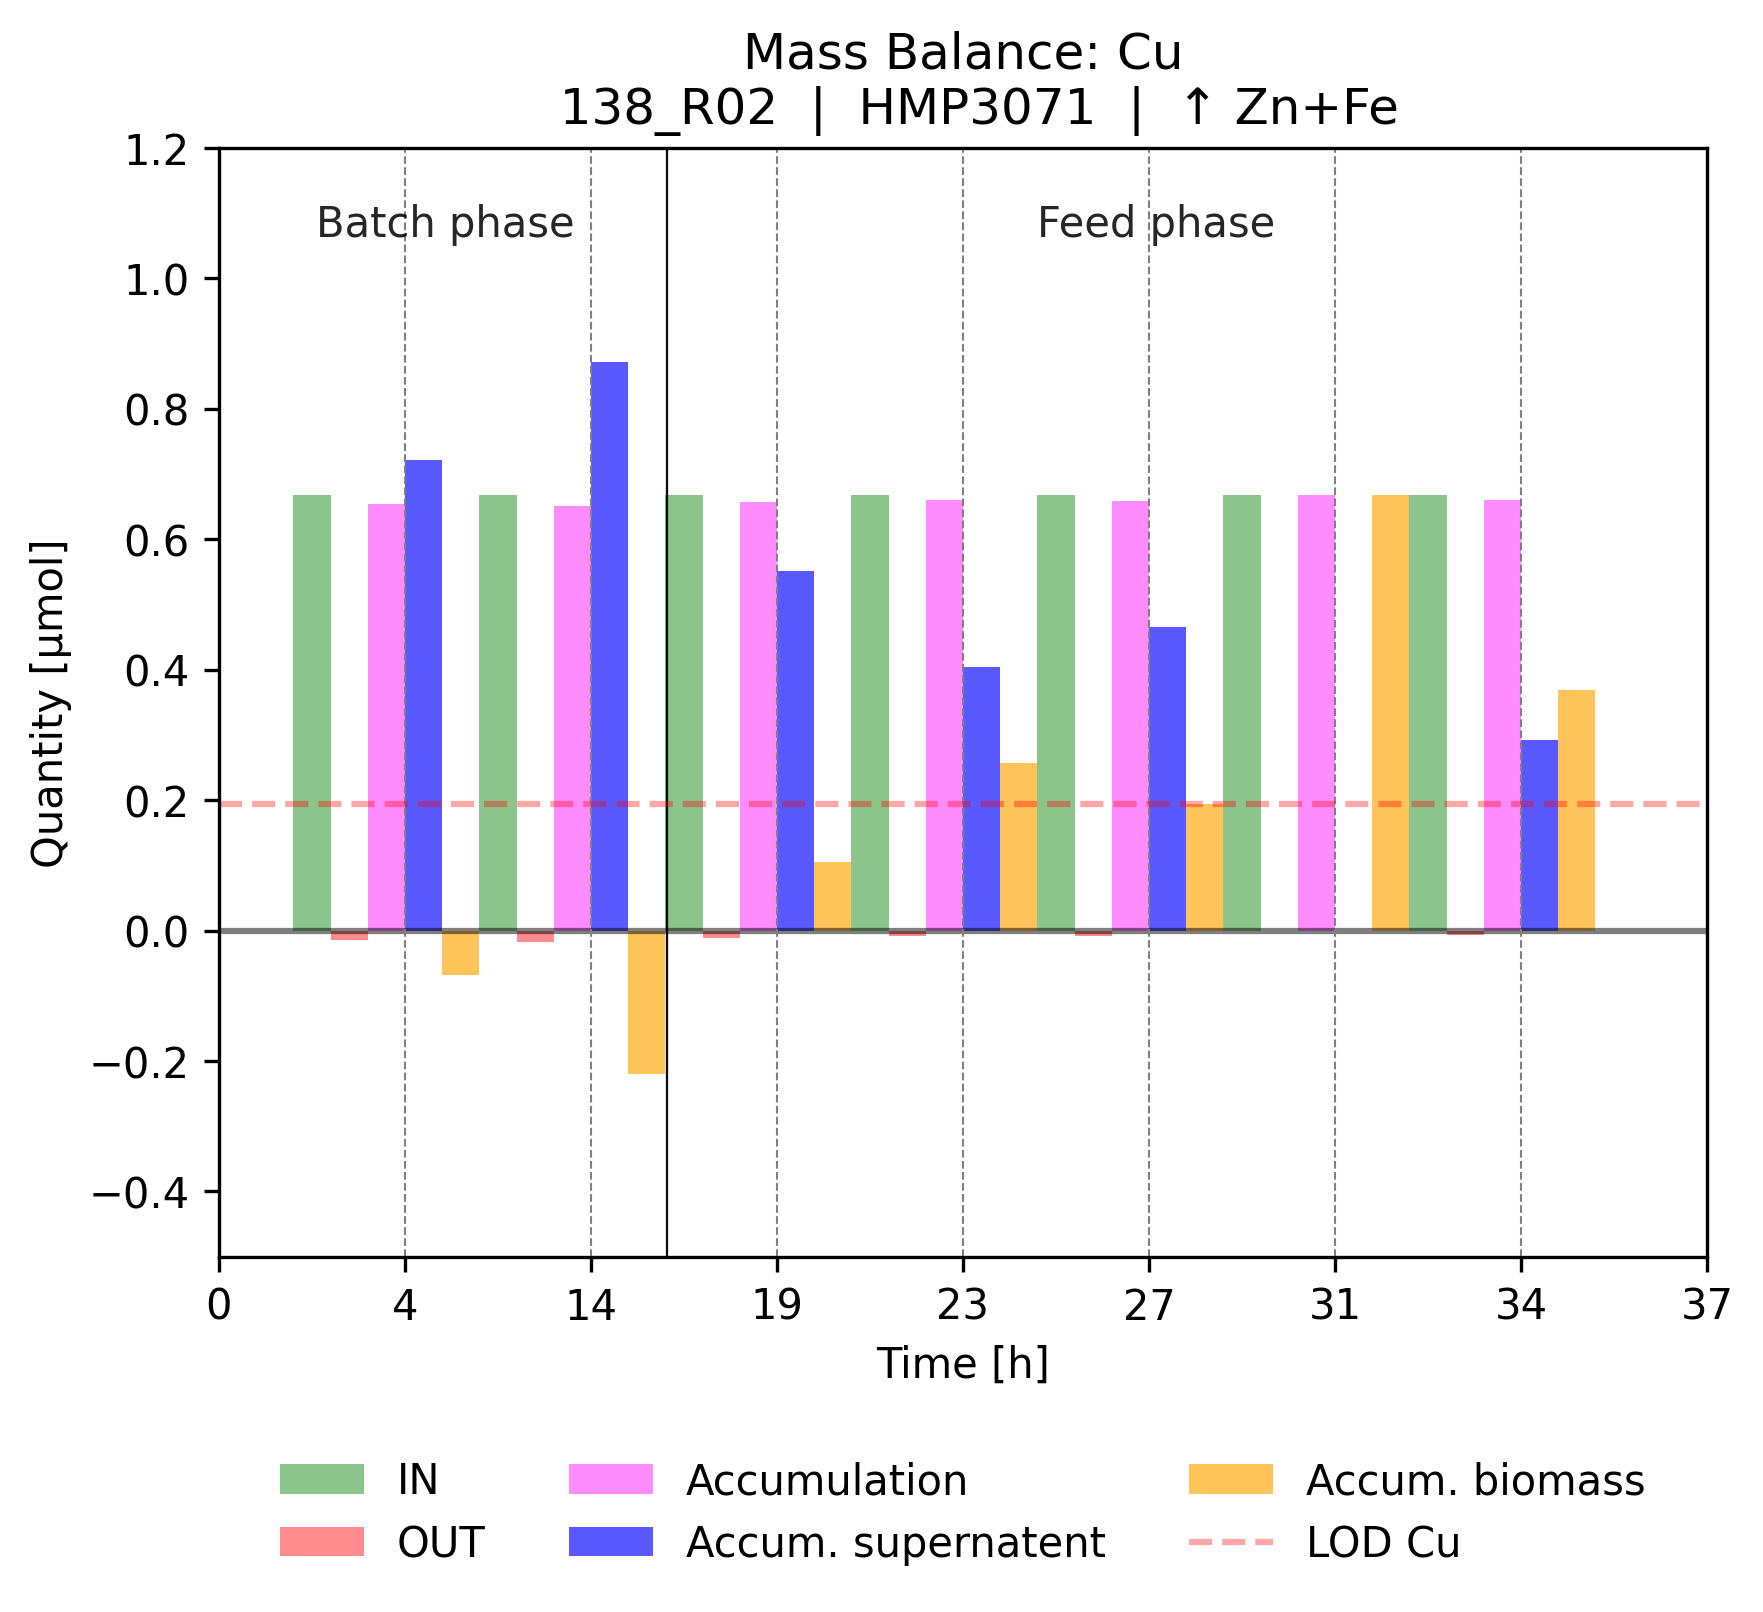 Mass Balance: Cu
138_R02 | HMP3071 | ↑ Zn+Fe
Batch phase
Feed phase
1.2
1.0
0.8
0.6
0.4
0.2
0.0
−0.2
−0.4
Quantity [µmol]
0 4 14 19 23 27 31 34 37
Time [h]
IN
OUT
Accumulation
Accum. supernatent
Accum. biomass
LOD Cu